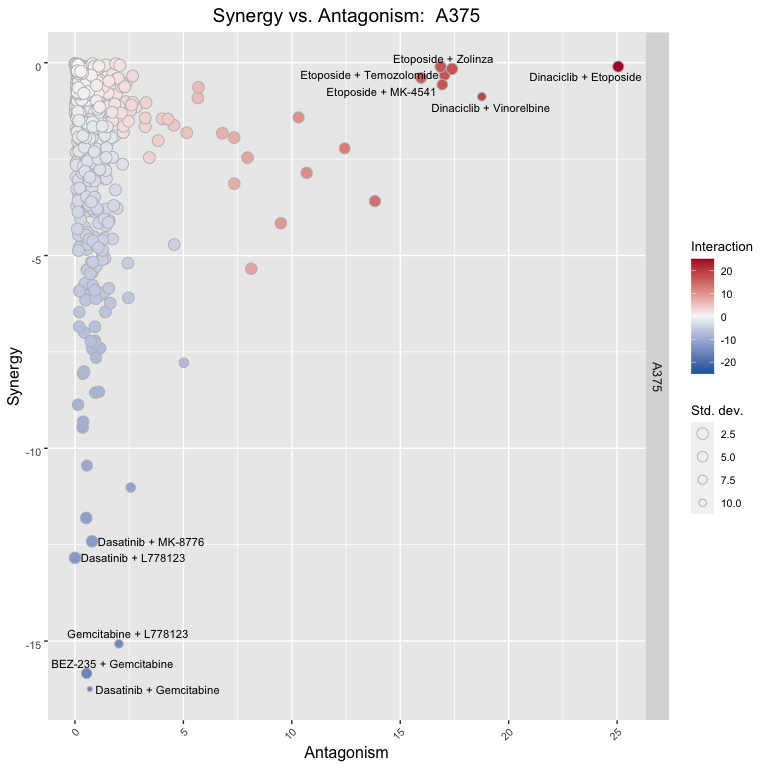 Synergy vs. Antagonism:  A375
Etoposide + Zolinza
Etoposide + Temozolomide
Dinaciclib + Etoposide
Etoposide + MK-4541
Dinaciclib + Vinorelbine
Dasatinib + MK-8776
Dasatinib + L778123
Gemcitabine + L778123
BEZ-235 + Gemcitabine
Dasatinib + Gemcitabine
0
-5
-10
-15
Synergy
0
5
10
15
20
25
Antagonism
A375
Interaction
20
10
0
-10
-20
Std. dev.
2.5
5.0
7.5
10.0